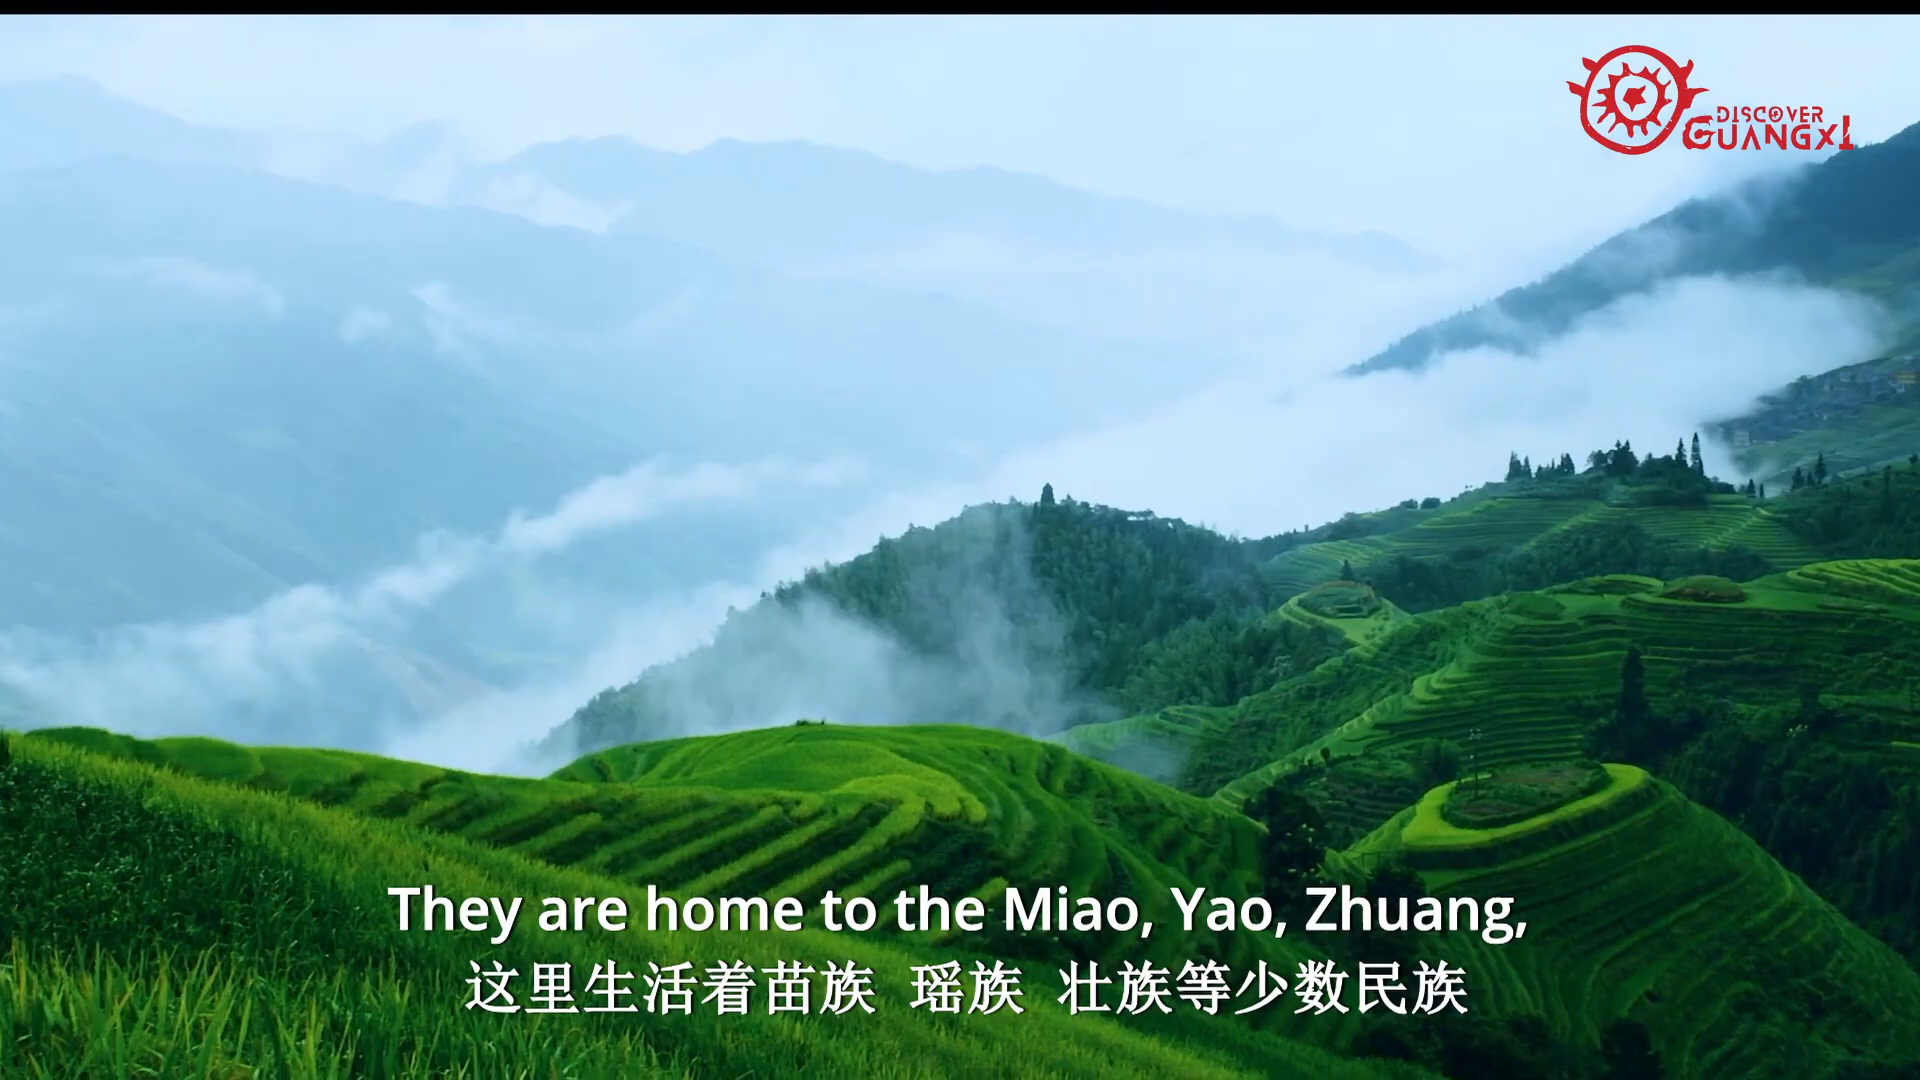 DISCOVER
GUANGXI
They are home to the Miao, Yao, Zhuang,
这里生活着苗族 瑶族 壮族等少数民族